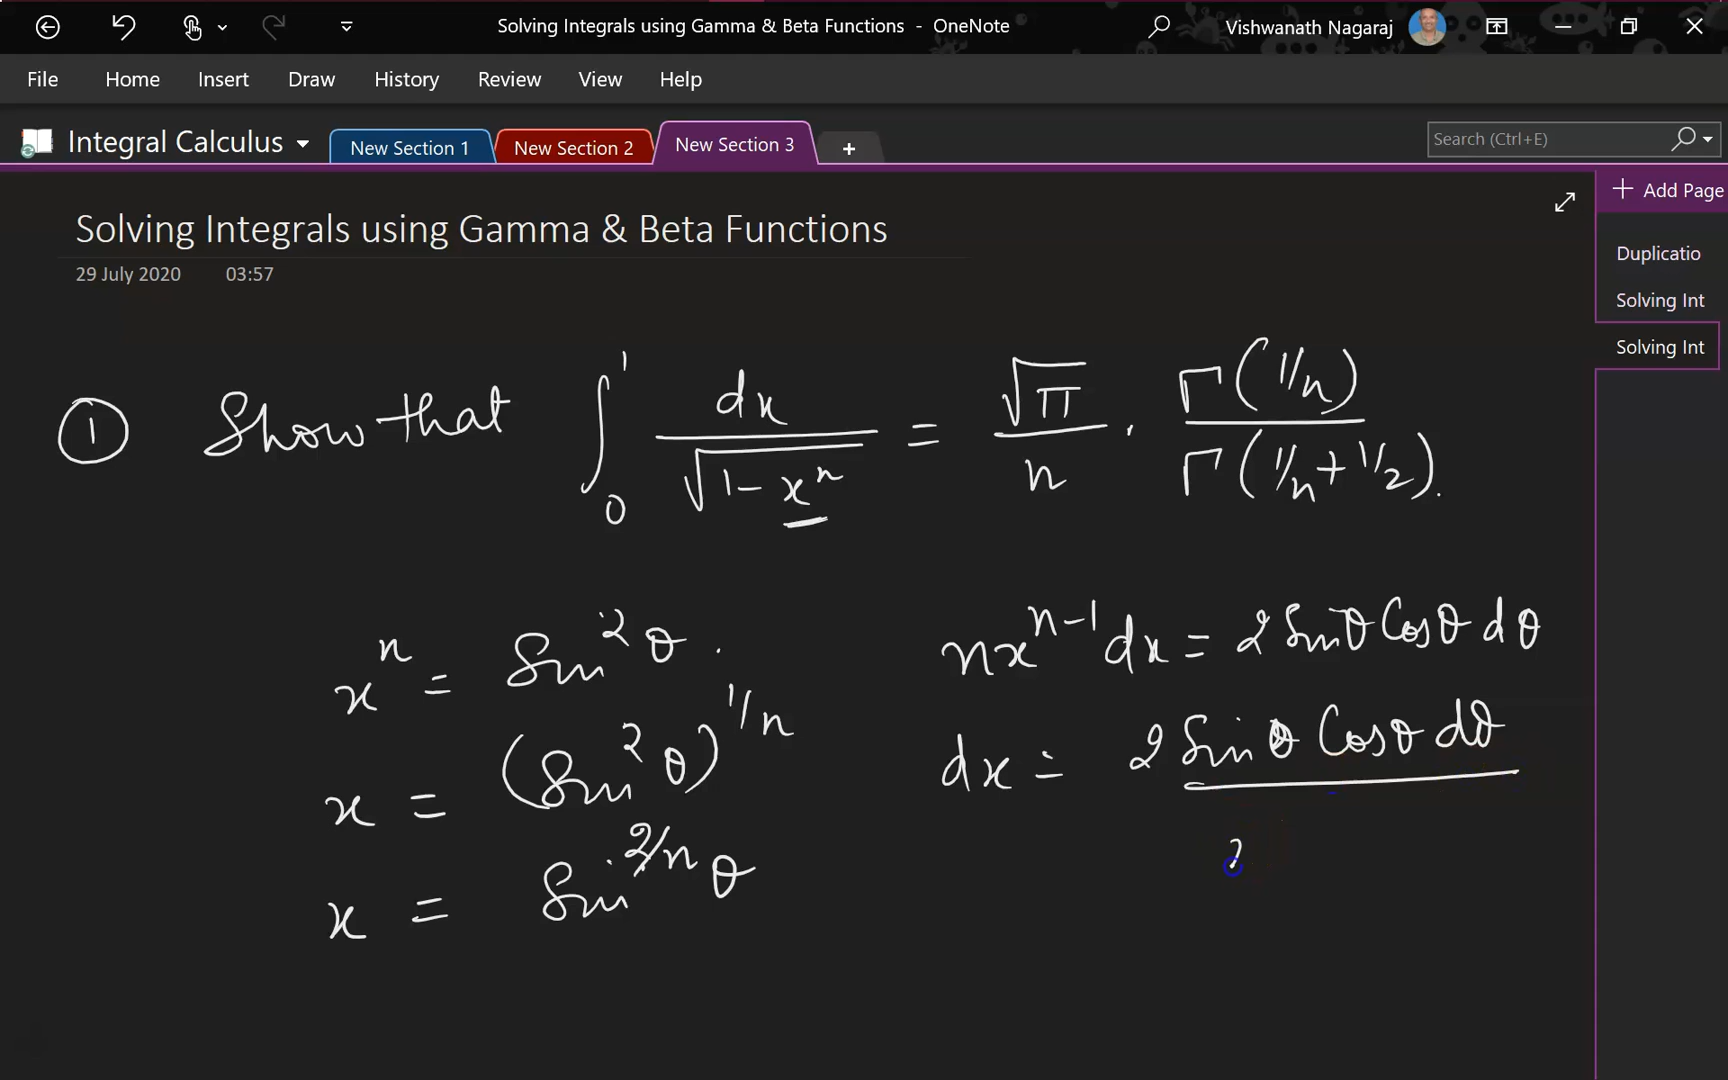 Solving Integrals using Gamma & Beta Functions - OneNote
Vishwanath Nagaraj
File Home Insert Draw History Review View Help
Integral Calculus New Section 1 New Section 2 New Section 3 +
Search (Ctrl+E)
+ Add Page
Duplicatio
Solving Int
Solving Int
Solving Integrals using Gamma & Beta Functions
29 July 2020 03:57
① Show that ∫₀¹ dx/√(1-xⁿ) = √π/n · Γ(1/n)/Γ(1/n+1/2).
xⁿ = Sin²θ.
x = (Sin²θ)^1/n
x = Sin^2/n θ
nx^n-1 dx = 2 Sinθ Cosθ dθ
dx = 2 Sinθ Cosθ dθ